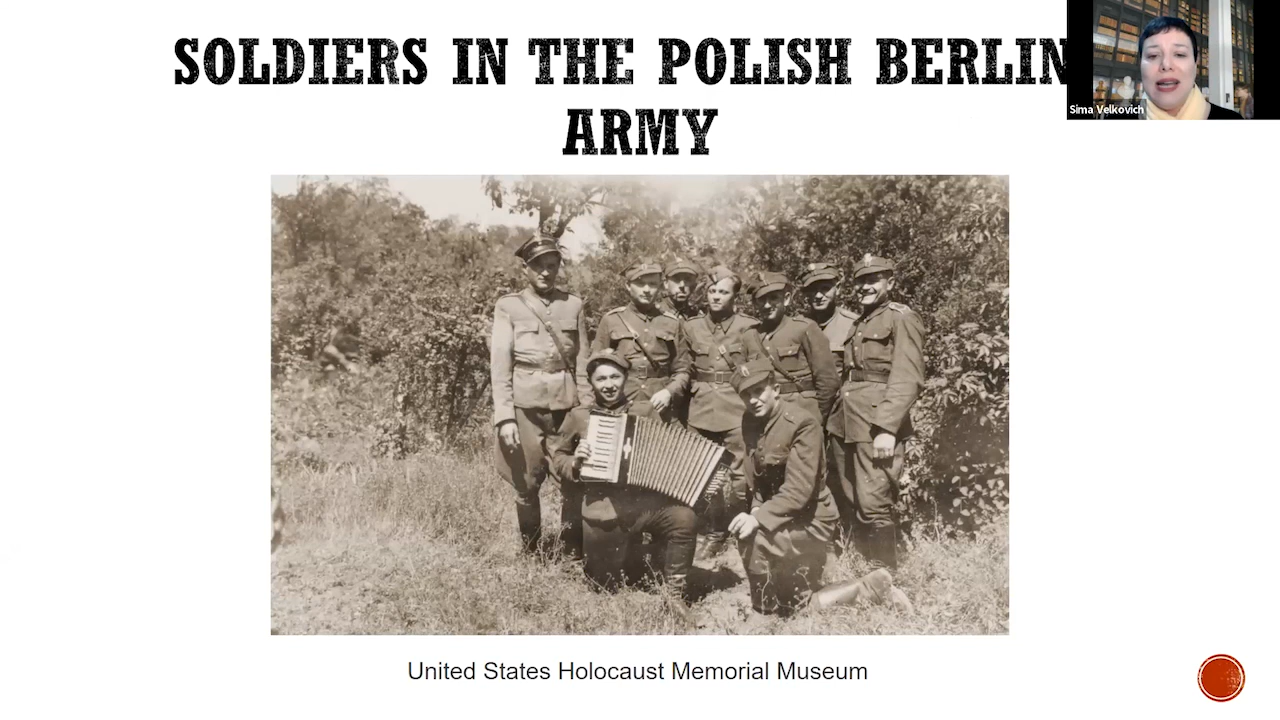 SOLDIERS IN THE POLISH BERLIN
ARMY
Sima Velkovich
United States Holocaust Memorial Museum